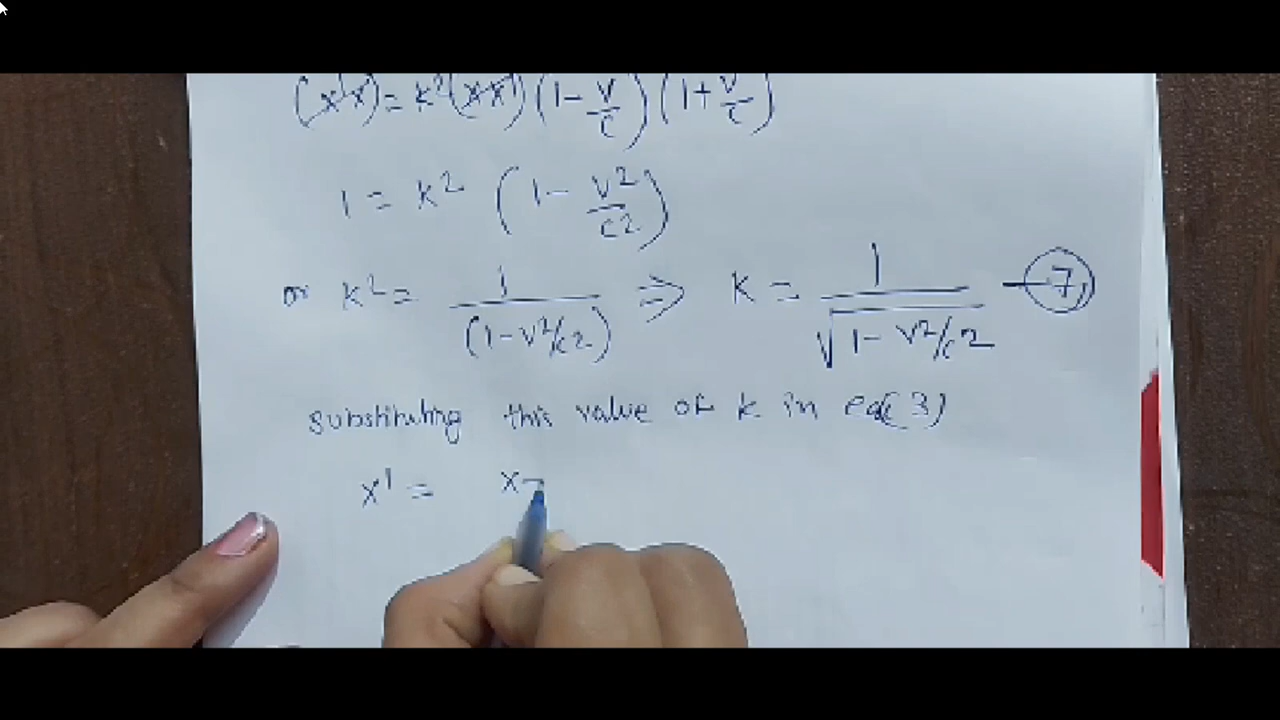 (x'x) = k²(xx') (1 - v/c) (1 + v/c)
1 = k² (1 - v²/c²)
or k² = 1/(1 - v²/c²) ⇒ k = 1/√(1 - v²/c²) — 7
substituting this value of k in eq(3)
x' = x-